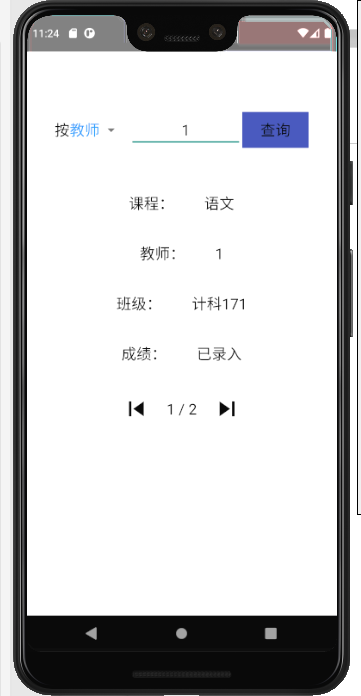 11:24
按教师 1 查询
课程： 语文
教师： 1
班级： 计科171
成绩： 已录入
1 / 2